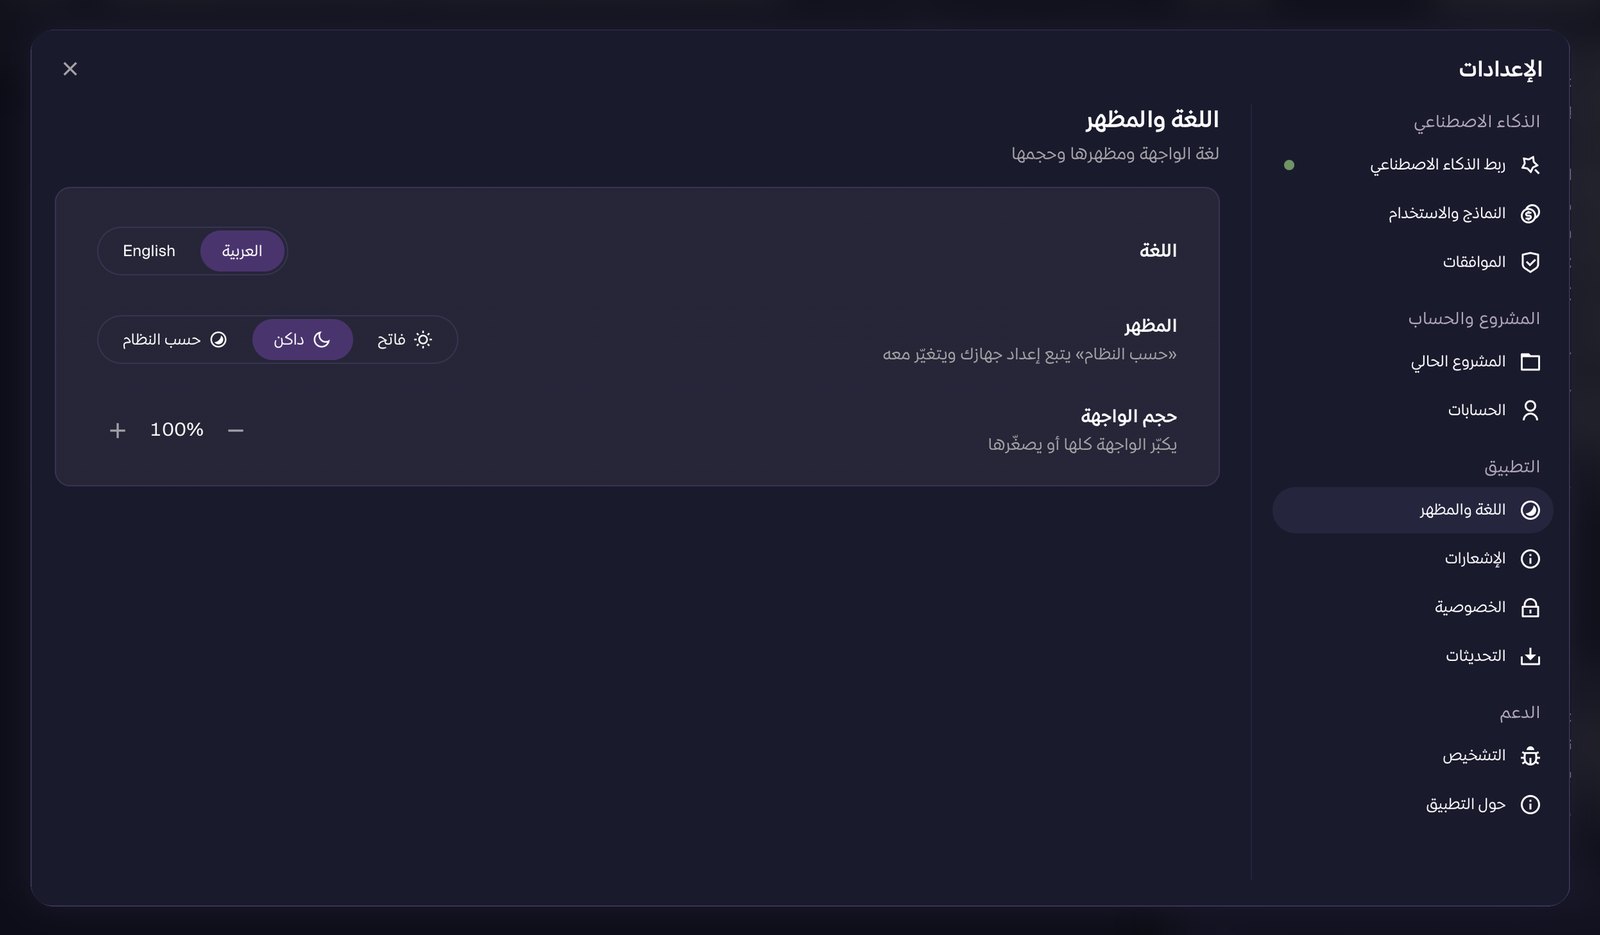 الإعدادات
الذكاء الاصطناعي
ربط الذكاء الاصطناعي
النماذج والاستخدام
الموافقات
المشروع والحساب
المشروع الحالي
الحسابات
التطبيق
اللغة والمظهر
الإشعارات
الخصوصية
التحديثات
الدعم
التشخيص
حول التطبيق
اللغة والمظهر
لغة الواجهة ومظهرها وحجمها
اللغة
العربية English
المظهر
«حسب النظام» يتبع إعداد جهازك ويتغيّر معه
فاتح داكن حسب النظام
حجم الواجهة
يكبّر الواجهة كلها أو يصغّرها
− 100% +